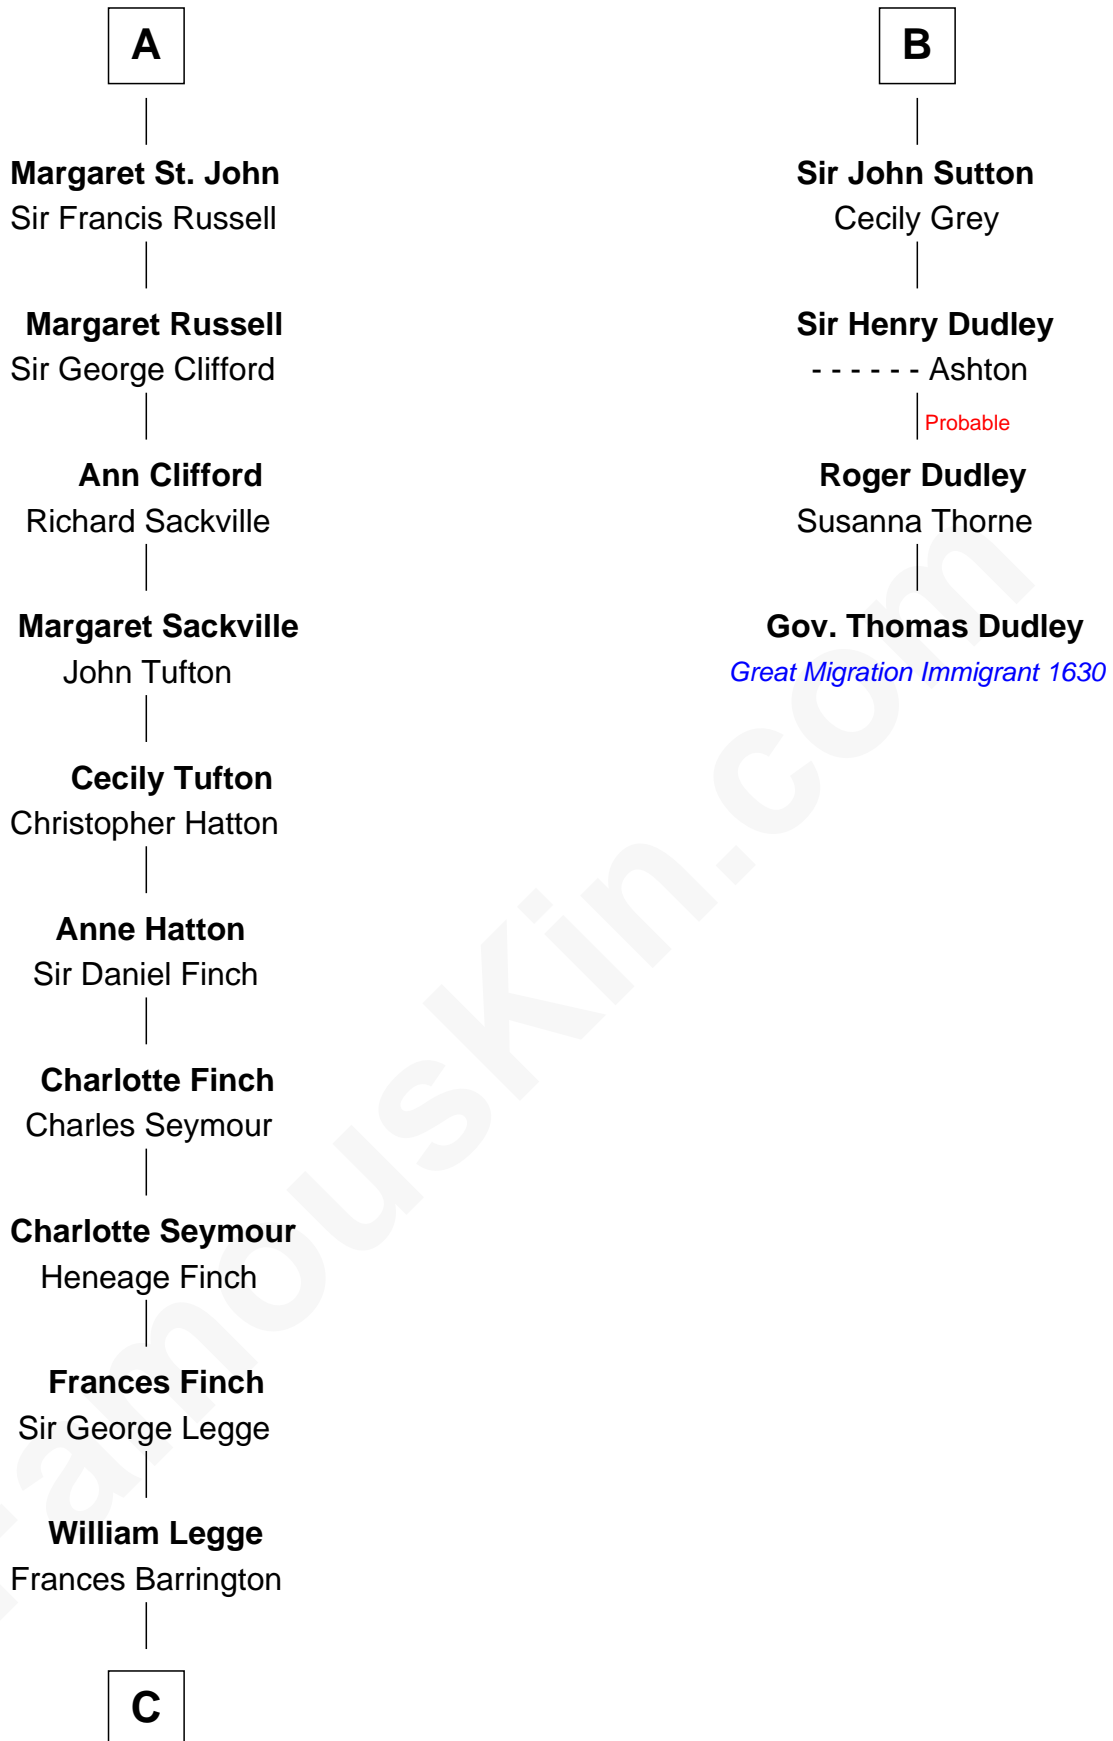 A
Margaret St. John
Sir Francis Russell
Margaret Russell
Sir George Clifford
Ann Clifford
Richard Sackville
Margaret Sackville
John Tufton
Cecily Tufton
Christopher Hatton
Anne Hatton
Sir Daniel Finch
Charlotte Finch
Charles Seymour
Charlotte Seymour
Heneage Finch
Frances Finch
Sir George Legge
William Legge
Frances Barrington
C
B
Sir John Sutton
Cecily Grey
Sir Henry Dudley
- - - - - - Ashton
Probable
Roger Dudley
Susanna Thorne
Gov. Thomas Dudley
Great Migration Immigrant 1630
FamousKin.com